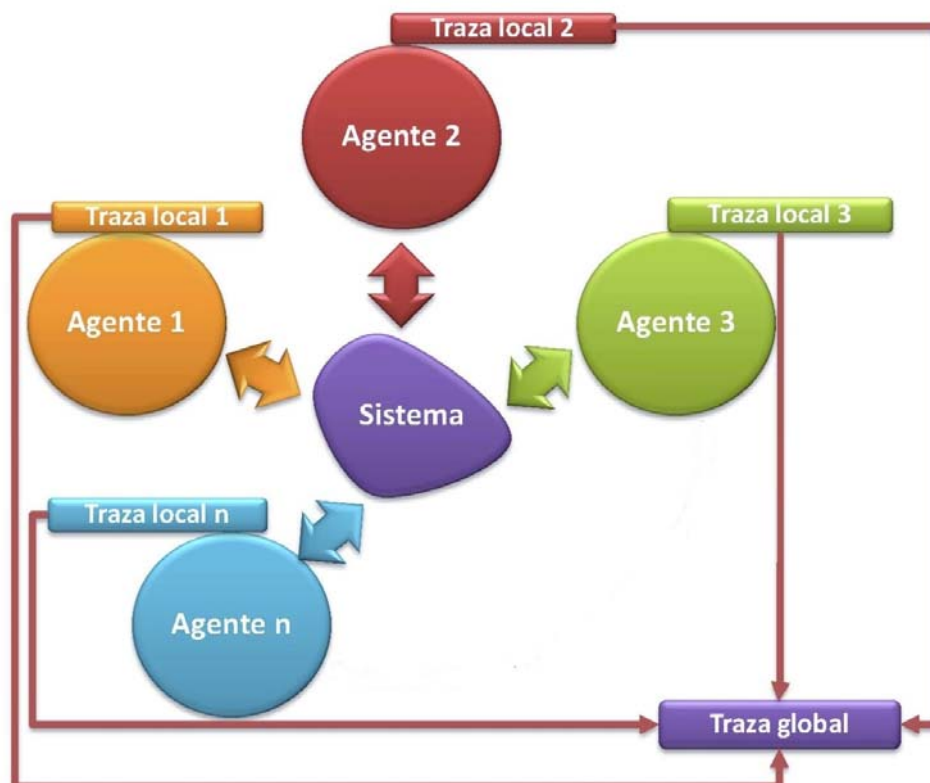 Traza local 2
Agente 2
Traza local 1
Traza local 3
Agente 1
Agente 3
Sistema
Traza local n
Agente n
Traza global